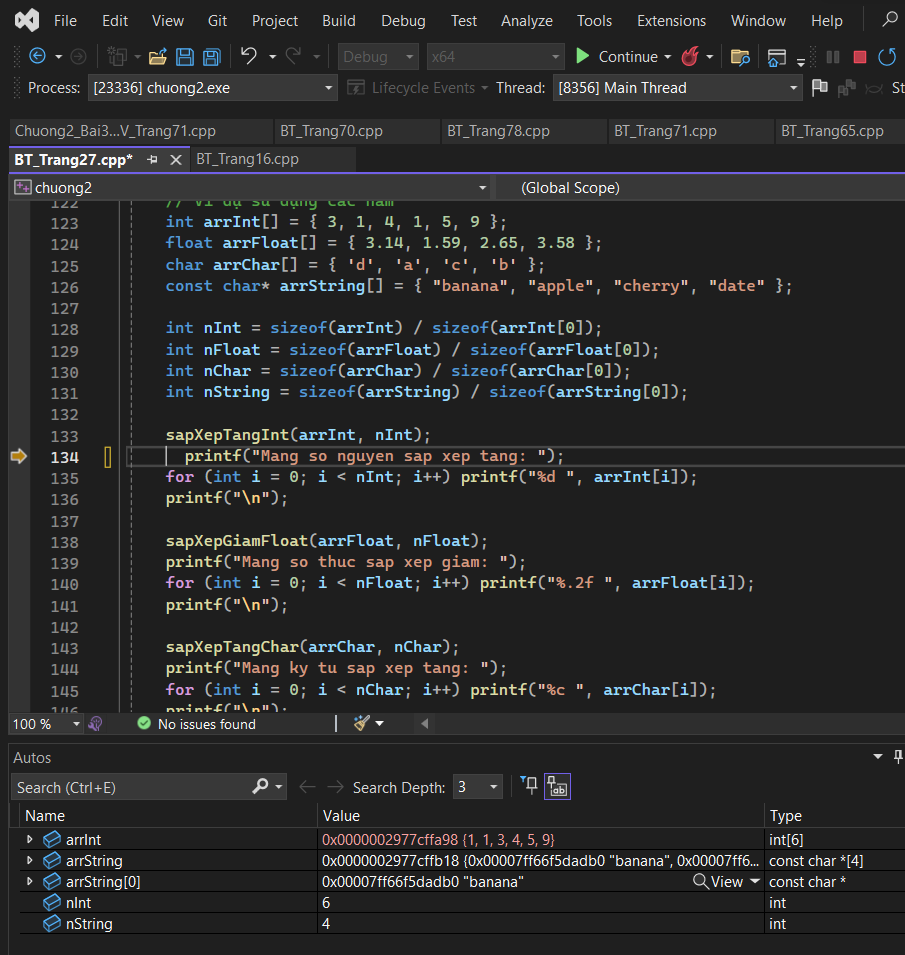 File Edit View Git Project Build Debug Test Analyze Tools Extensions Window Help
Debug x64 Continue
Process: [23336] chuong2.exe Lifecycle Events Thread: [8356] Main Thread St
Chuong2_Bai3...V_Trang71.cpp BT_Trang70.cpp BT_Trang78.cpp BT_Trang71.cpp BT_Trang65.cpp
BT_Trang27.cpp* BT_Trang16.cpp
chuong2 (Global Scope)
122 // Ví dụ sử dụng các hàm
123 int arrInt[] = { 3, 1, 4, 1, 5, 9 };
124 float arrFloat[] = { 3.14, 1.59, 2.65, 3.58 };
125 char arrChar[] = { 'd', 'a', 'c', 'b' };
126 const char* arrString[] = { "banana", "apple", "cherry", "date" };
127
128 int nInt = sizeof(arrInt) / sizeof(arrInt[0]);
129 int nFloat = sizeof(arrFloat) / sizeof(arrFloat[0]);
130 int nChar = sizeof(arrChar) / sizeof(arrChar[0]);
131 int nString = sizeof(arrString) / sizeof(arrString[0]);
132
133 sapXepTangInt(arrInt, nInt);
134 printf("Mang so nguyen sap xep tang: ");
135 for (int i = 0; i < nInt; i++) printf("%d ", arrInt[i]);
136 printf("\n");
137
138 sapXepGiamFloat(arrFloat, nFloat);
139 printf("Mang so thuc sap xep giam: ");
140 for (int i = 0; i < nFloat; i++) printf("%.2f ", arrFloat[i]);
141 printf("\n");
142
143 sapXepTangChar(arrChar, nChar);
144 printf("Mang ky tu sap xep tang: ");
145 for (int i = 0; i < nChar; i++) printf("%c ", arrChar[i]);
146 printf("\n");
100 % No issues found
Autos
Search (Ctrl+E) Search Depth: 3
Name Value Type
arrInt 0x0000002977cffa98 {1, 1, 3, 4, 5, 9} int[6]
arrString 0x0000002977cffb18 {0x00007ff66f5dadb0 "banana", 0x00007ff6... const char *[4]
arrString[0] 0x00007ff66f5dadb0 "banana" View const char *
nInt 6 int
nString 4 int